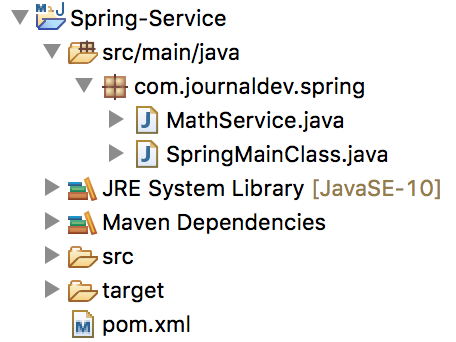 Spring-Service
src/main/java
com.journaldev.spring
MathService.java
SpringMainClass.java
JRE System Library [JavaSE-10]
Maven Dependencies
src
target
pom.xml